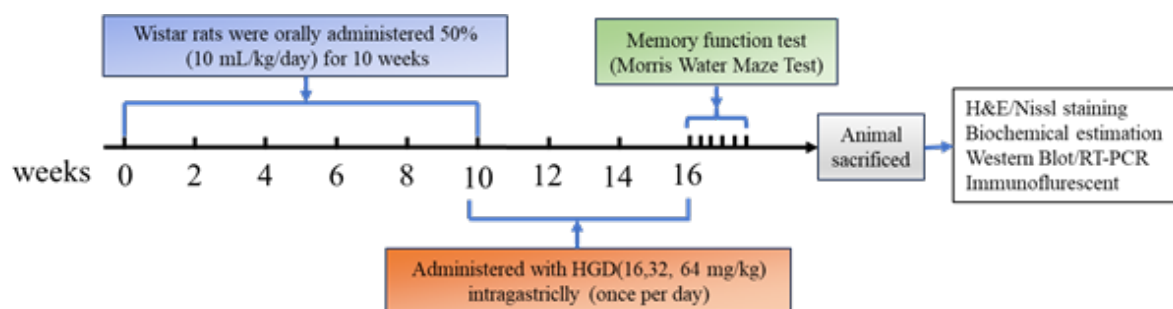 Wistar rats were orally administered 50%
(10 mL/kg/day) for 10 weeks
Memory function test
(Morris Water Maze Test)
H&E/Nissl staining
Biochemical estimation
Western Blot/RT-PCR
Immunoflurescent
Animal
sacrificed
weeks 0 2 4 6 8 10 12 14 16
Administered with HGD(16,32, 64 mg/kg)
intragastriclly (once per day)